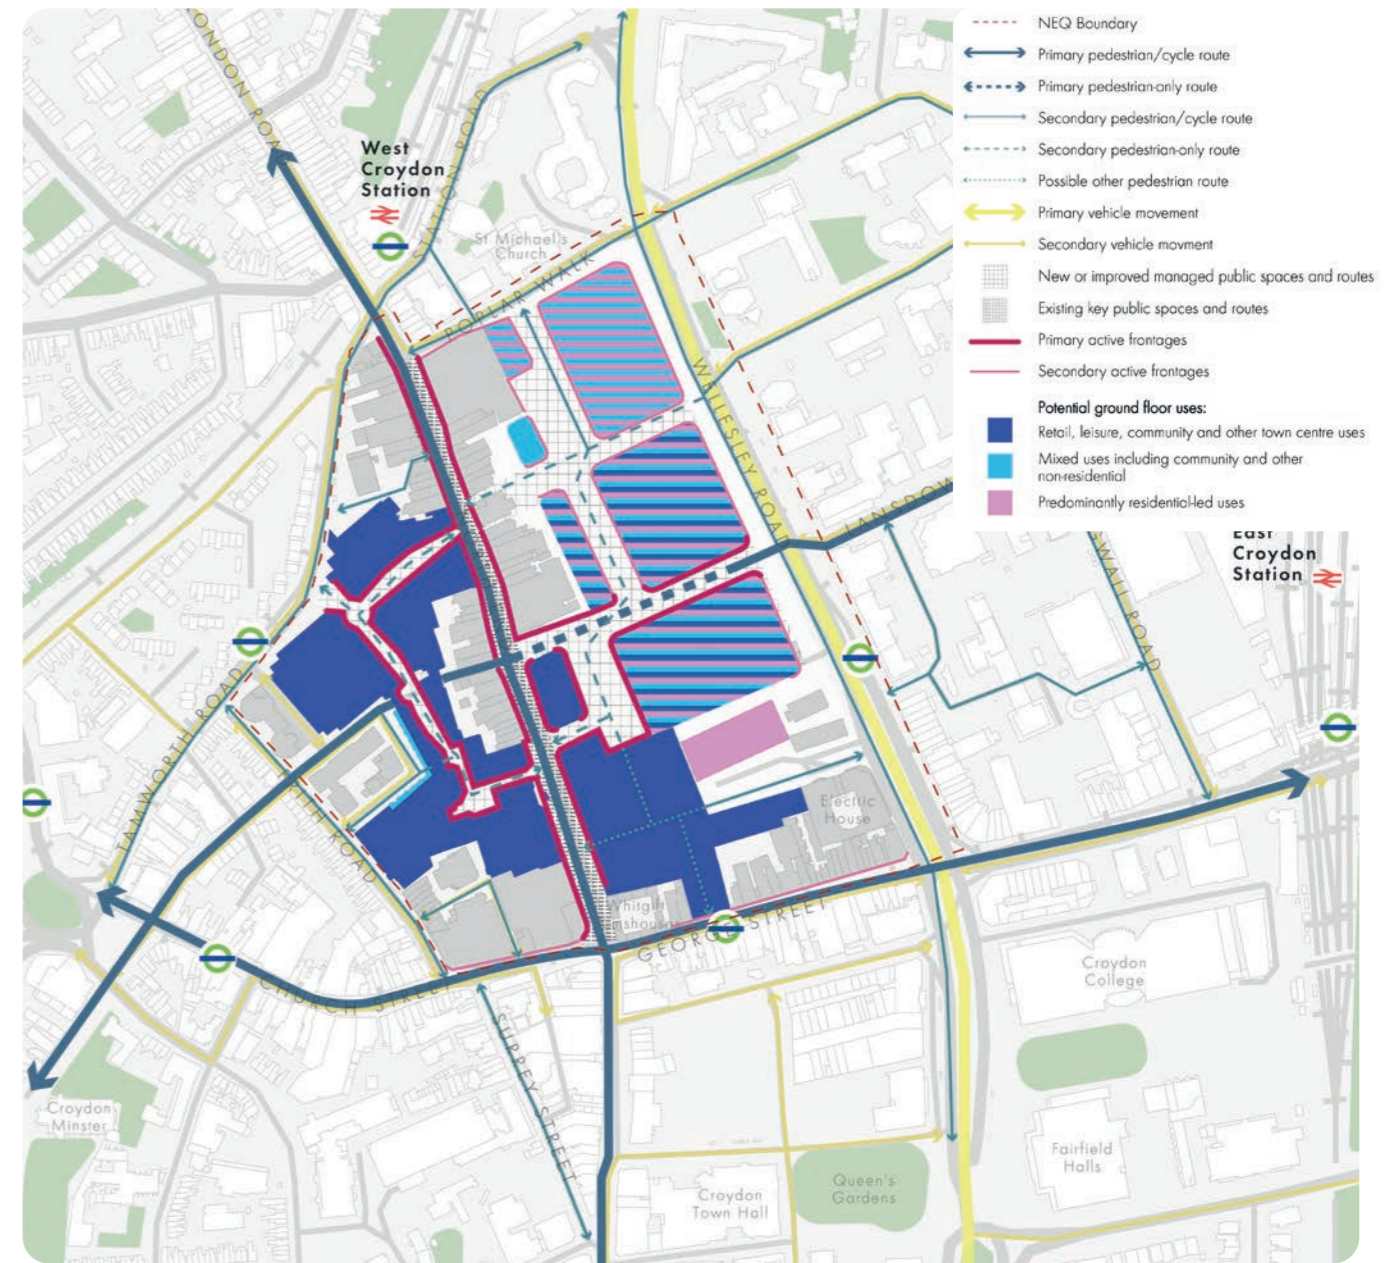 NEQ Boundary
Primary pedestrian/cycle route
Primary pedestrian-only route
Secondary pedestrian/cycle route
Secondary pedestrian-only route
Possible other pedestrian route
Primary vehicle movement
Secondary vehicle movment
New or improved managed public spaces and routes
Existing key public spaces and routes
Primary active frontages
Secondary active frontages
Potential ground floor uses:
Retail, leisure, community and other town centre uses
Mixed uses including community and other
non-residential
Predominantly residential-led uses
LONDON ROAD
West
Croydon
Station
STATION ROAD
St Michael's
Church
POPLAR WALK
WELLESLEY ROAD
East
Croydon
Station
TAMWORTH ROAD
Electric
House
Whitgift
GEORGE STREET
CHURCH STREET
SURREY STREET
Croydon
College
Croydon
Minster
Fairfield
Halls
Queen's
Gardens
Croydon
Town Hall